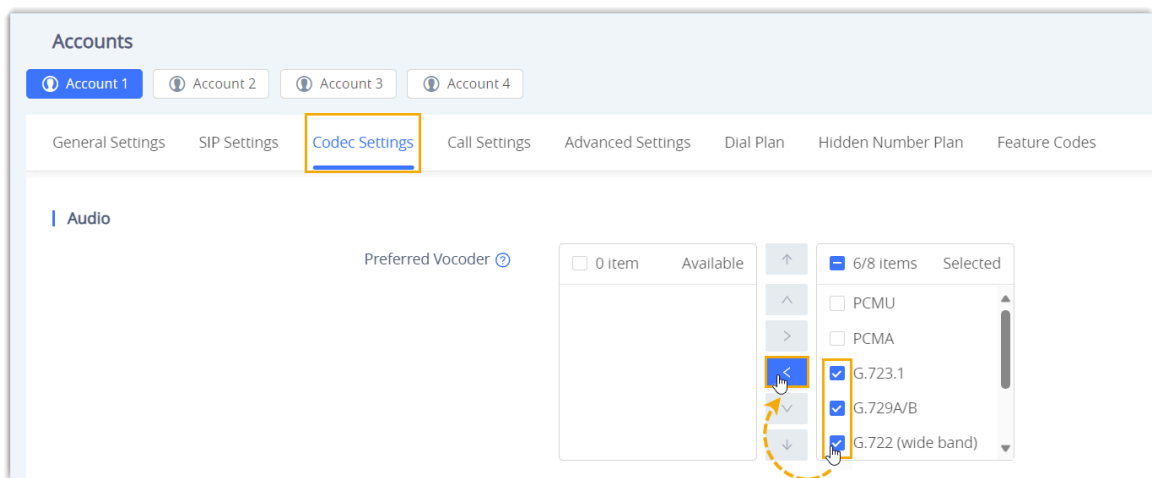 Accounts
Account 1 Account 2 Account 3 Account 4
General Settings SIP Settings Codec Settings Call Settings Advanced Settings Dial Plan Hidden Number Plan Feature Codes
Audio
Preferred Vocoder ? 0 item Available 6/8 items Selected
PCMU
PCMA
G.723.1
G.729A/B
G.722 (wide band)